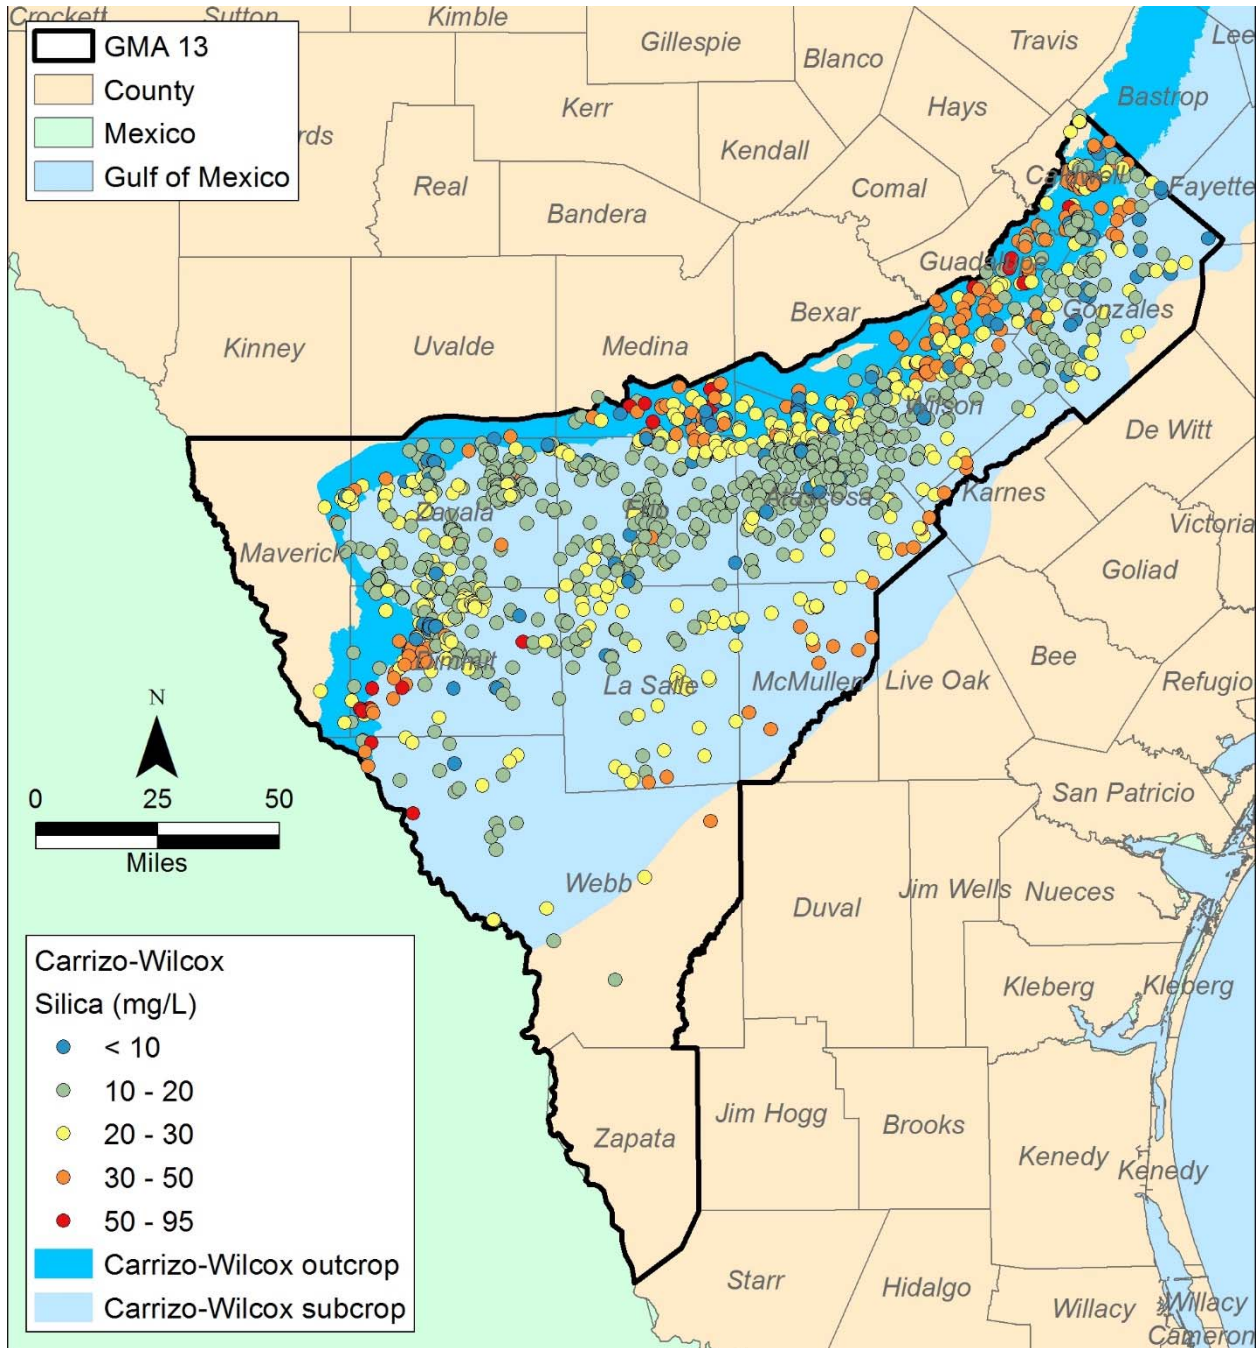 Crockett
Sutton
Kimble
GMA 13
County
Mexico
Gulf of Mexico
rds
Gillespie
Blanco
Travis
Lee
Bastrop
Kerr
Hays
Kendall
Real
Comal
Caldwell
Fayette
Bandera
Guadalupe
Bexar
Gonzales
Kinney
Uvalde
Medina
Wilson
De Witt
Zavala
Frio
Atascosa
Karnes
Victoria
Maverick
Goliad
Dimmit
La Salle
McMullen
Live Oak
Bee
Refugio
N
0 25 50
Miles
San Patricio
Webb
Duval
Jim Wells
Nueces
Kleberg
Kleberg
Carrizo-Wilcox
Silica (mg/L)
< 10
10 - 20
20 - 30
30 - 50
50 - 95
Carrizo-Wilcox outcrop
Carrizo-Wilcox subcrop
Zapata
Jim Hogg
Brooks
Kenedy
Kenedy
Starr
Hidalgo
Willacy
Willacy
Cameron